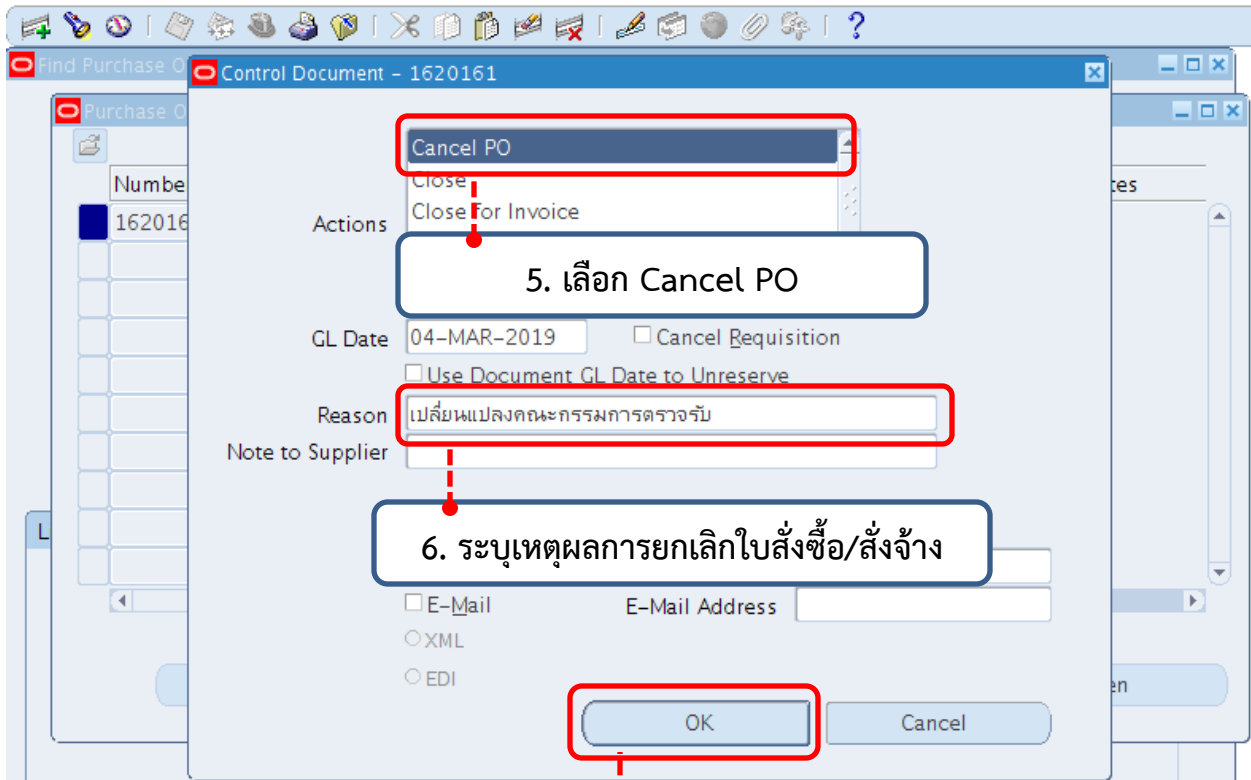 Find Purchase O
Control Document - 1620161
Purchase O
Cancel PO
Close
Close for Invoice
Number
tes
162016
Actions
5. เลือก Cancel PO
GL Date 04-MAR-2019 Cancel Requisition
Use Document GL Date to Unreserve
Reason เปลี่ยนแปลงคณะกรรมการตรวจรับ
Note to Supplier
L
6. ระบุเหตุผลการยกเลิกใบสั่งซื้อ/สั่งจ้าง
E-Mail E-Mail Address
XML
EDI
en
OK Cancel